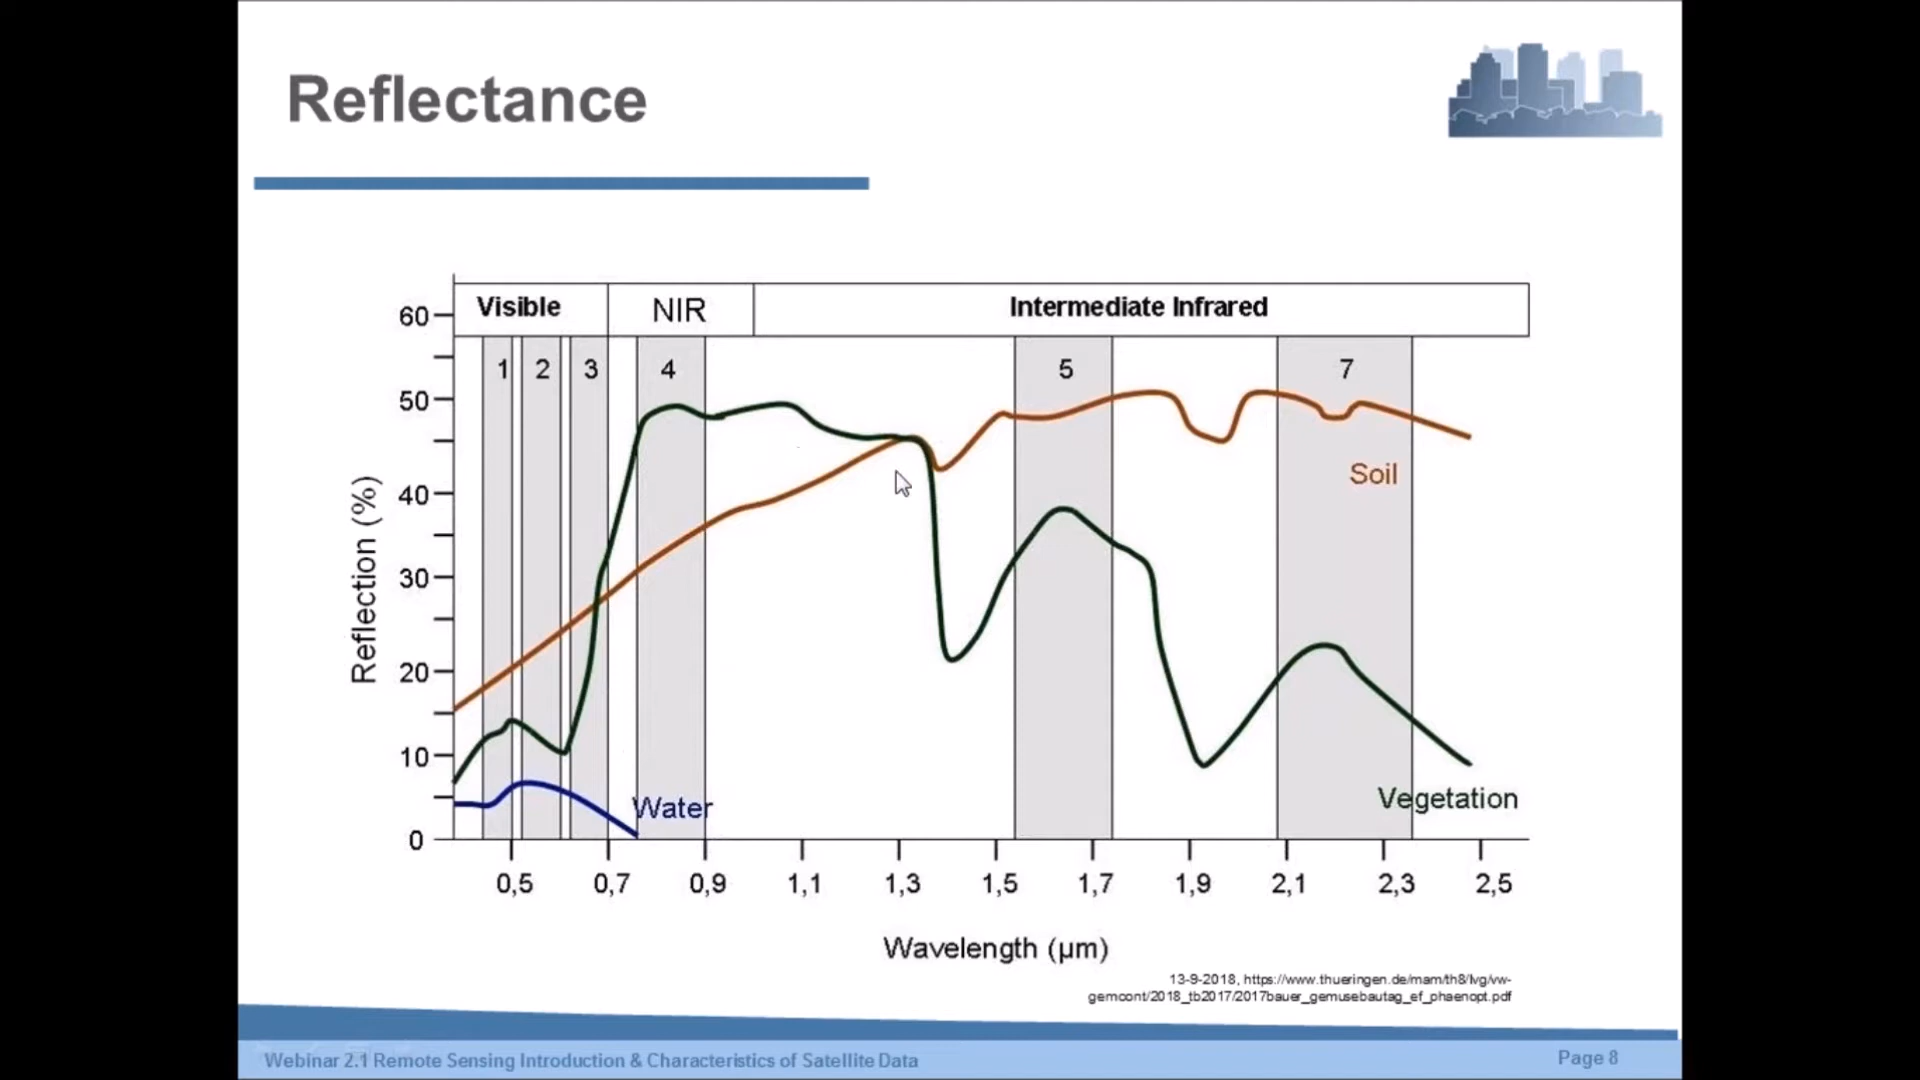 Reflectance
Visible
NIR
Intermediate Infrared
1
2
3
4
5
7
60
50
40
30
20
10
0
Reflection (%)
Soil
Vegetation
Water
0,5
0,7
0,9
1,1
1,3
1,5
1,7
1,9
2,1
2,3
2,5
Wavelength (µm)
13-9-2018, https://www.thueringen.de/mam/th8/lvg/vw-
gemcont/2018_tb2017/2017bauer_gemusebautag_ef_phaenopt.pdf
Webinar 2.1 Remote Sensing Introduction & Characteristics of Satellite Data
Page 8